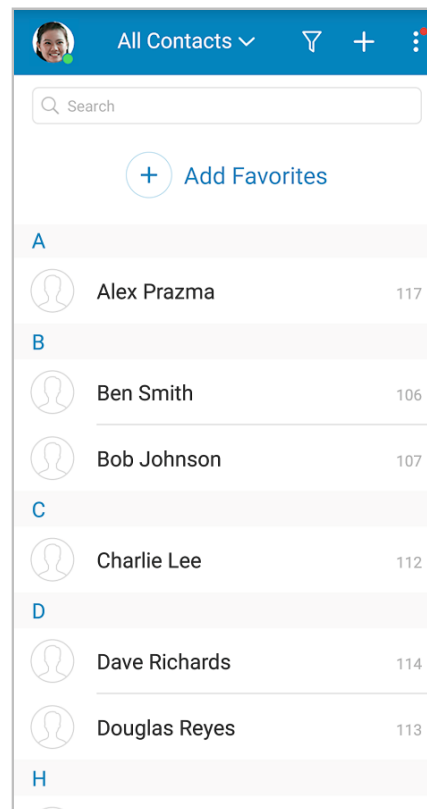 All Contacts
Search
Add Favorites
A
Alex Prazma 117
B
Ben Smith 106
Bob Johnson 107
C
Charlie Lee 112
D
Dave Richards 114
Douglas Reyes 113
H